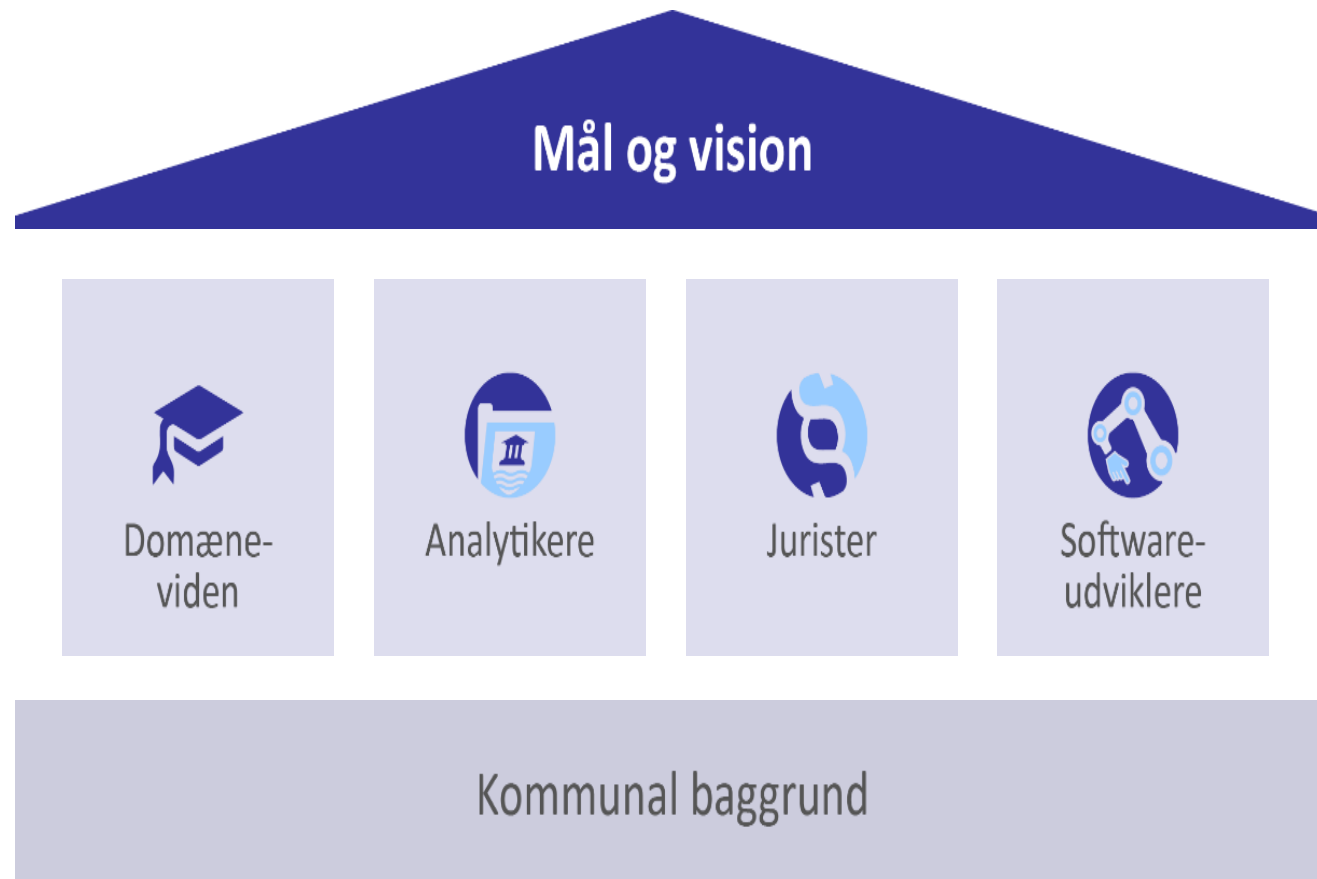 Mål og vision
Domæne-
viden
Analytikere
Jurister
Software-
udviklere
Kommunal baggrund